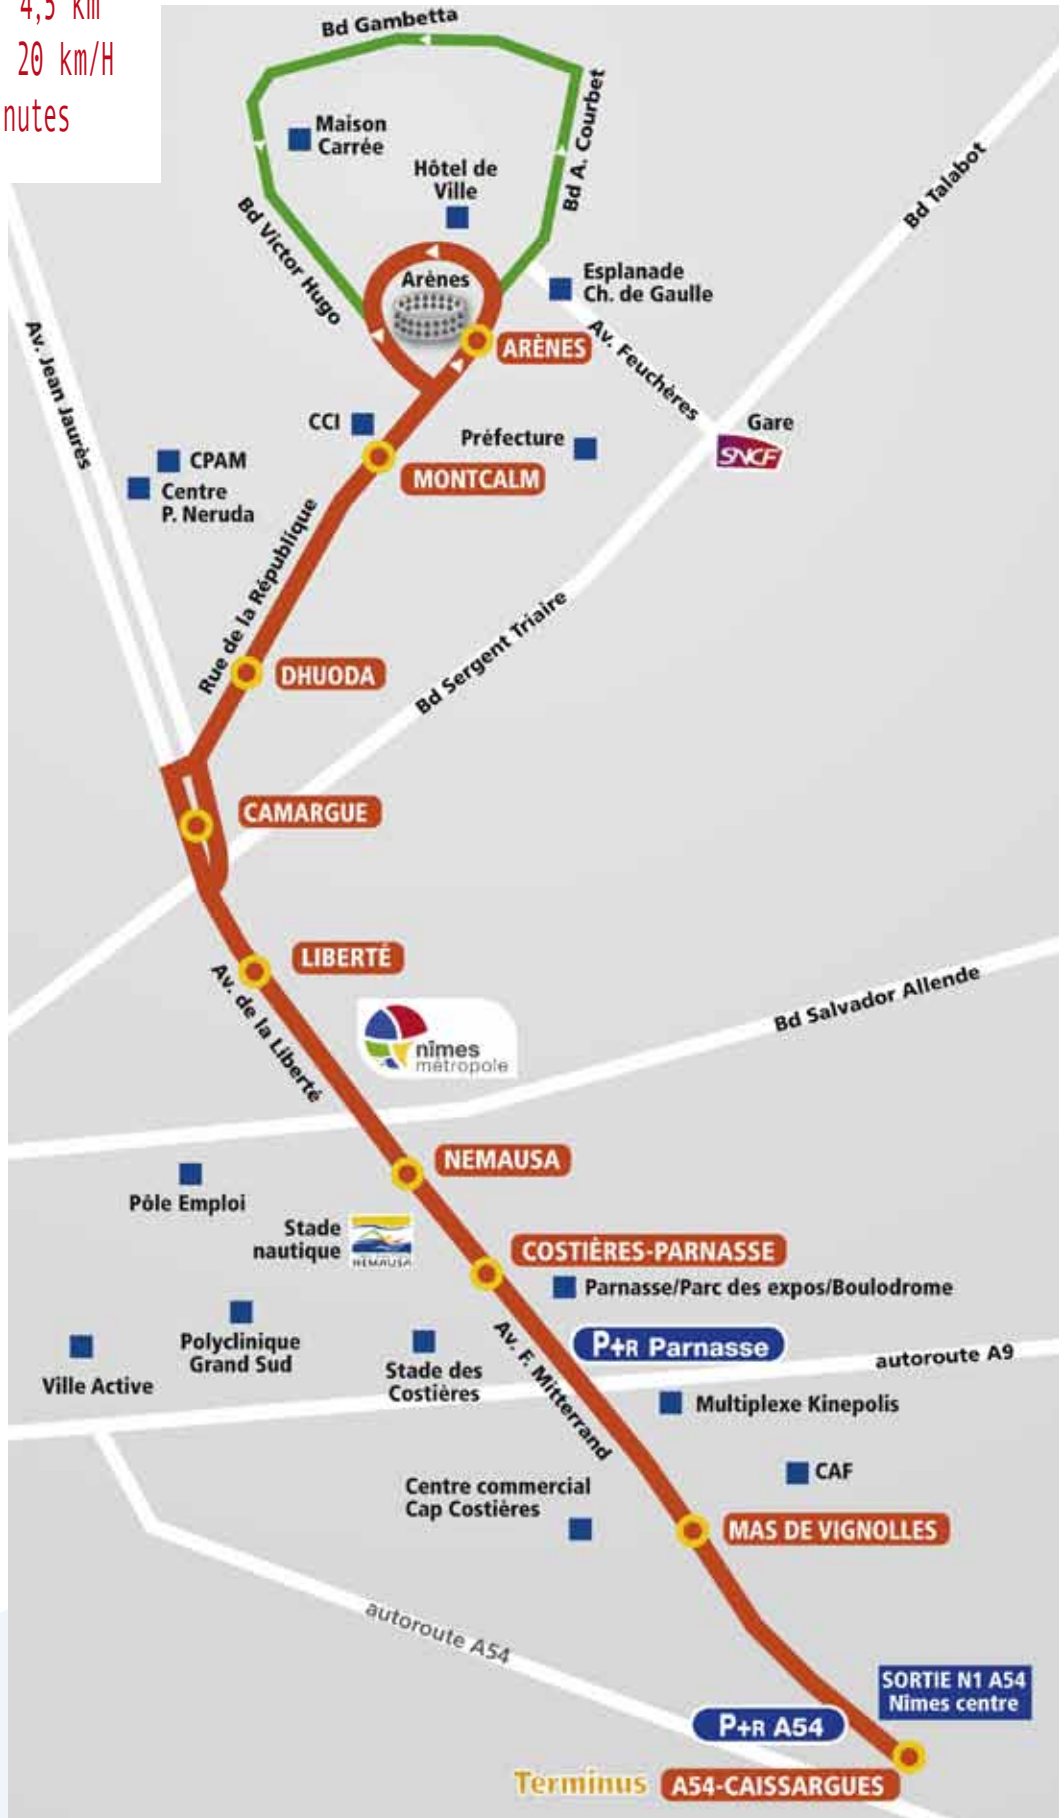 4,5 km
20 km/H
nutes
Bd Gambetta
Bd A. Courbet
Maison
Carrée
Hôtel de
Ville
Bd Talabot
Bd Victor Hugo
Arènes
Esplanade
Ch. de Gaulle
ARÈNES
Av. Feuchères
Av. Jean Jaurès
CCI
Préfecture
Gare
SNCF
CPAM
MONTCALM
Centre
P. Neruda
Rue de la République
Bd Sergent Triaire
DHUODA
CAMARGUE
LIBERTÉ
Av. de la Liberté
Bd Salvador Allende
nîmes
métropole
NEMAUSA
Pôle Emploi
Stade
nautique
NEMAUSA
COSTIÈRES-PARNASSE
Parnasse/Parc des expos/Boulodrome
Polyclinique
Grand Sud
P+R Parnasse
Ville Active
Stade des
Costières
Av. F. Mitterrand
autoroute A9
Multiplexe Kinepolis
CAF
Centre commercial
Cap Costières
MAS DE VIGNOLLES
autoroute A54
SORTIE N1 A54
Nîmes centre
P+R A54
Terminus
A54-CAISSARGUES